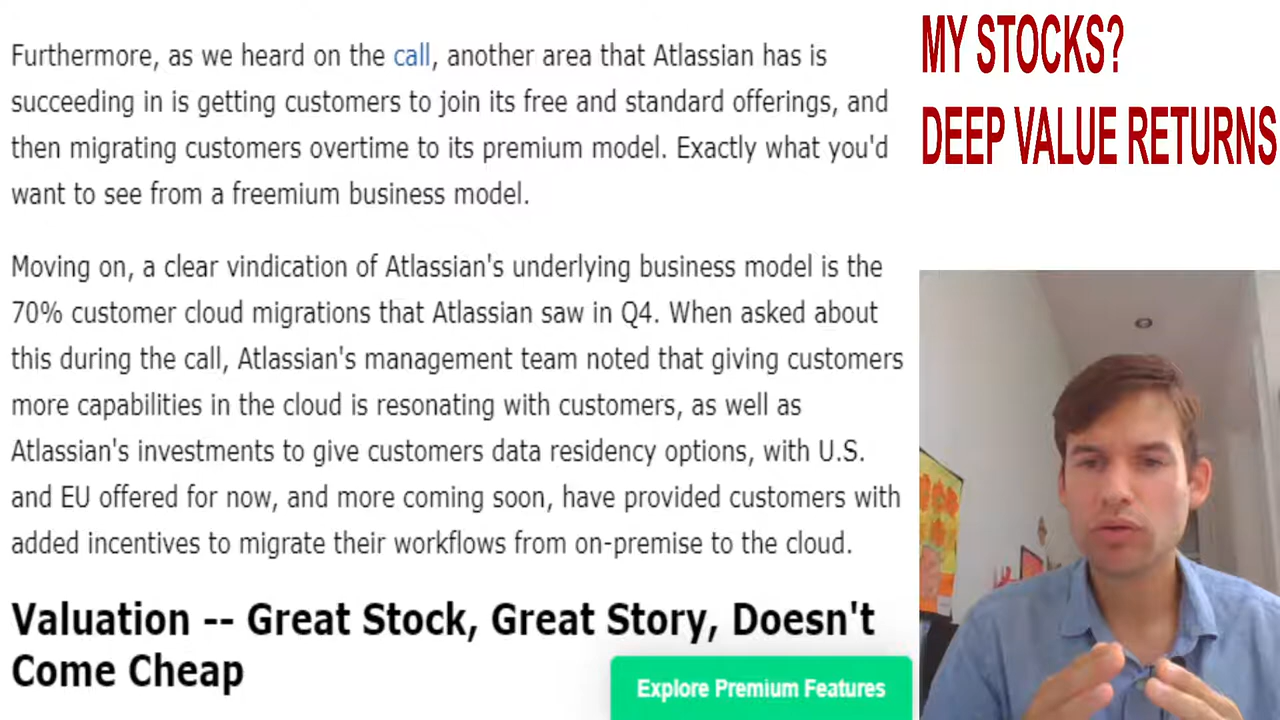 Furthermore, as we heard on the call, another area that Atlassian has is
succeeding in is getting customers to join its free and standard offerings, and
then migrating customers overtime to its premium model. Exactly what you'd
want to see from a freemium business model.
Moving on, a clear vindication of Atlassian's underlying business model is the
70% customer cloud migrations that Atlassian saw in Q4. When asked about
this during the call, Atlassian's management team noted that giving customers
more capabilities in the cloud is resonating with customers, as well as
Atlassian's investments to give customers data residency options, with U.S.
and EU offered for now, and more coming soon, have provided customers with
added incentives to migrate their workflows from on-premise to the cloud.
Valuation -- Great Stock, Great Story, Doesn't
Come Cheap
Explore Premium Features
MY STOCKS?
DEEP VALUE RETURNS